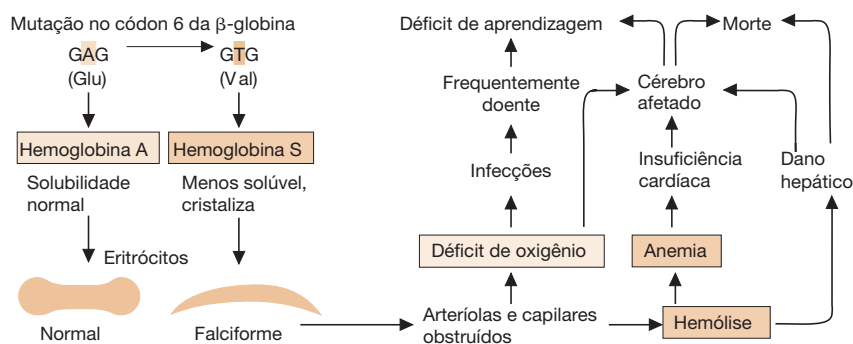 Mutação no códon 6 da β-globina
GAG
(Glu)
GTG
(Val)
Hemoglobina A
Hemoglobina S
Solubilidade
normal
Menos solúvel,
cristaliza
Eritrócitos
Normal
Falciforme
Déficit de aprendizagem
Morte
Frequentemente
doente
Cérebro
afetado
Infecções
Insuficiência
cardíaca
Dano
hepático
Déficit de oxigênio
Anemia
Arteríolas e capilares
obstruídos
Hemólise